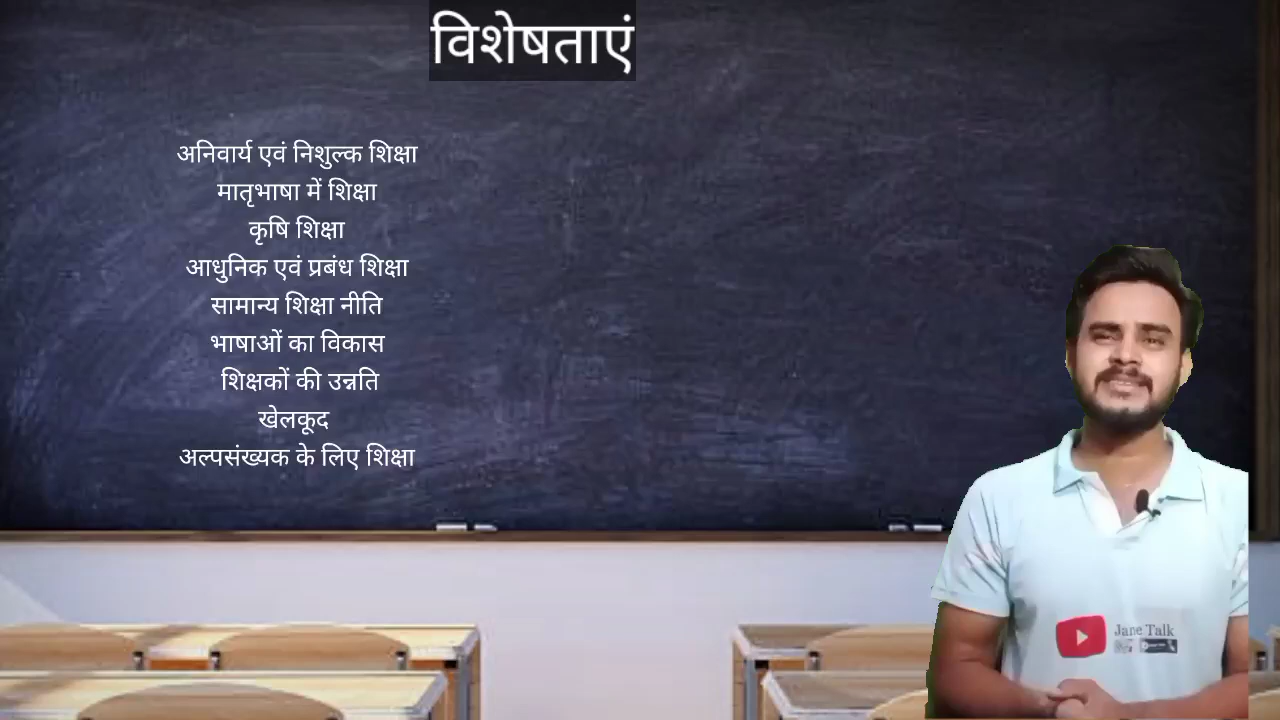 विशेषताएं
अनिवार्य एवं निशुल्क शिक्षा
मातृभाषा में शिक्षा
कृषि शिक्षा
आधुनिक एवं प्रबंध शिक्षा
सामान्य शिक्षा नीति
भाषाओं का विकास
शिक्षकों की उन्नति
खेलकूद
अल्पसंख्यक के लिए शिक्षा
Jane Talk